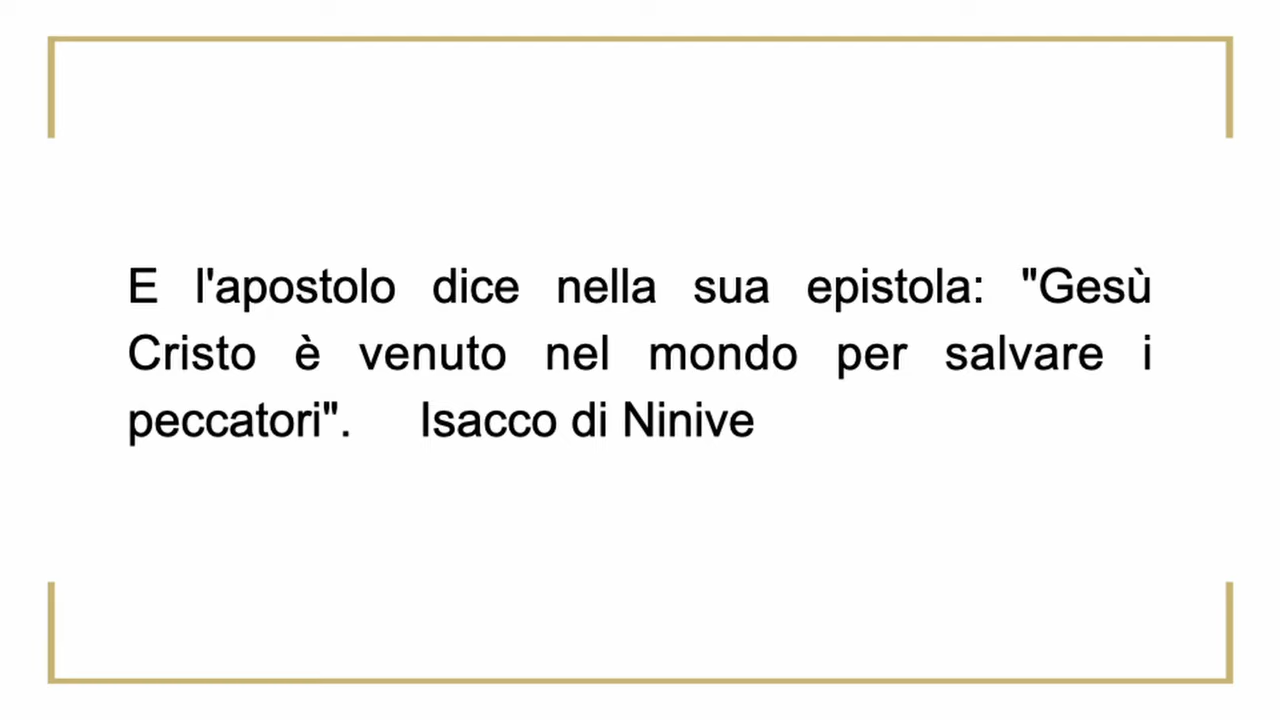 E l'apostolo dice nella sua epistola: "Gesù
Cristo è venuto nel mondo per salvare i
peccatori". Isacco di Ninive